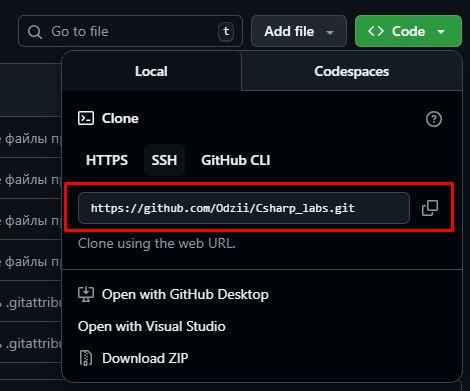 Go to file
t
Add file
Code
Local
Codespaces
Clone
HTTPS
SSH
GitHub CLI
е файлы пр
https://github.com/Odzii/Csharp_labs.git
е файлы пр
Clone using the web URL.
е файлы пр
Open with GitHub Desktop
.gitattribu
Open with Visual Studio
.gitattribu
Download ZIP